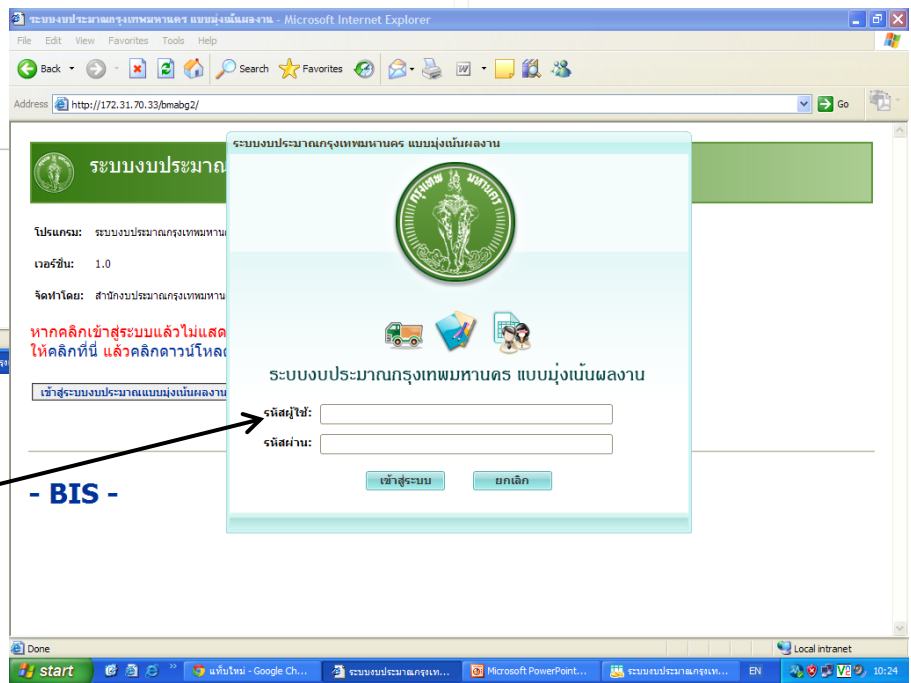 ระบบงบประมาณกรุงเทพมหานคร แบบมุ่งเน้นผลงาน - Microsoft Internet Explorer
File Edit View Favorites Tools Help
Back Search Favorites
Address http://172.31.70.33/bmabg2/ Go
ระบบงบประมาณกรุงเทพมหานคร แบบมุ่งเน้นผลงาน
ระบบงบประมาณ
กรุงเทพ มหานคร
โปรแกรม: ระบบงบประมาณกรุงเทพมหาน
เวอร์ชั่น: 1.0
จัดทำโดย: สำนักงบประมาณกรุงเทพมหาน
หากคลิกเข้าสู่ระบบแล้วไม่แสด
ให้คลิกที่นี่ แล้วคลิกดาวน์โหลด
เข้าสู่ระบบงบประมาณแบบมุ่งเน้นผลงาน
ระบบงบประมาณกรุงเทพมหานคร แบบมุ่งเน้นผลงาน
รหัสผู้ใช้:
รหัสผ่าน:
เข้าสู่ระบบ ยกเลิก
- BIS -
Done Local intranet
start แท็บใหม่ - Google Ch... ระบบงบประมาณกรุงเท... Microsoft PowerPoint... ระบบงบประมาณกรุงเท... EN 10:24